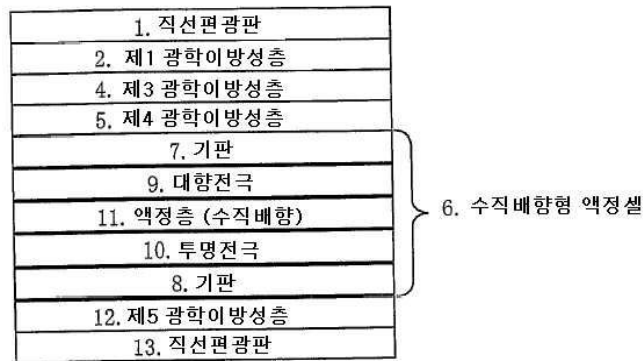 1. 직선편광판
2. 제1 광학이방성층
4. 제3 광학이방성층
5. 제4 광학이방성층
7. 기판
9. 대향전극
11. 액정층 (수직배향)
10. 투명전극
8. 기판
12. 제5 광학이방성층
13. 직선편광판
6. 수직배향형 액정셀